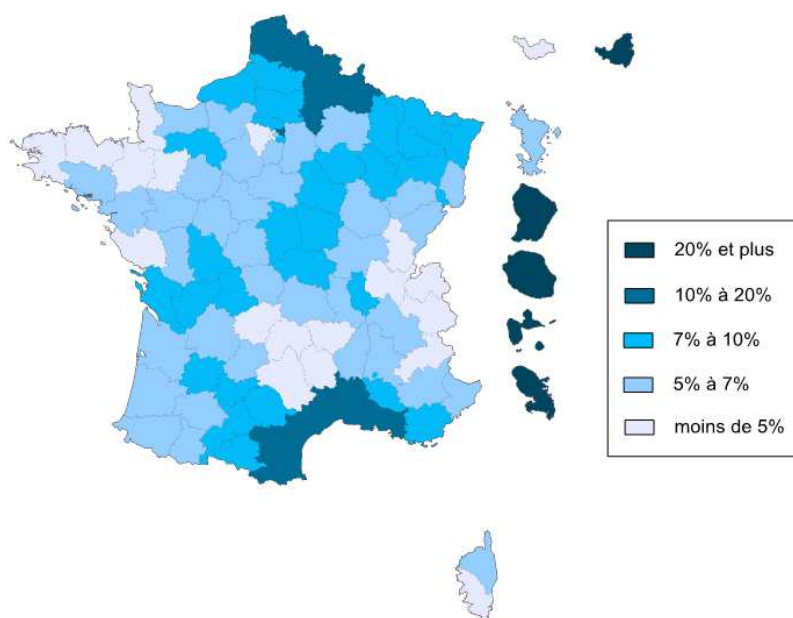 20% et plus
10% à 20%
7% à 10%
5% à 7%
moins de 5%